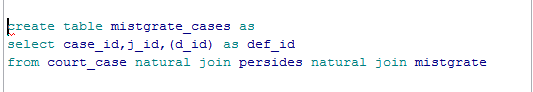 create table mistgrate_cases as
select case_id,j_id,(d_id) as def_id
from court_case natural join persides natural join mistgrate